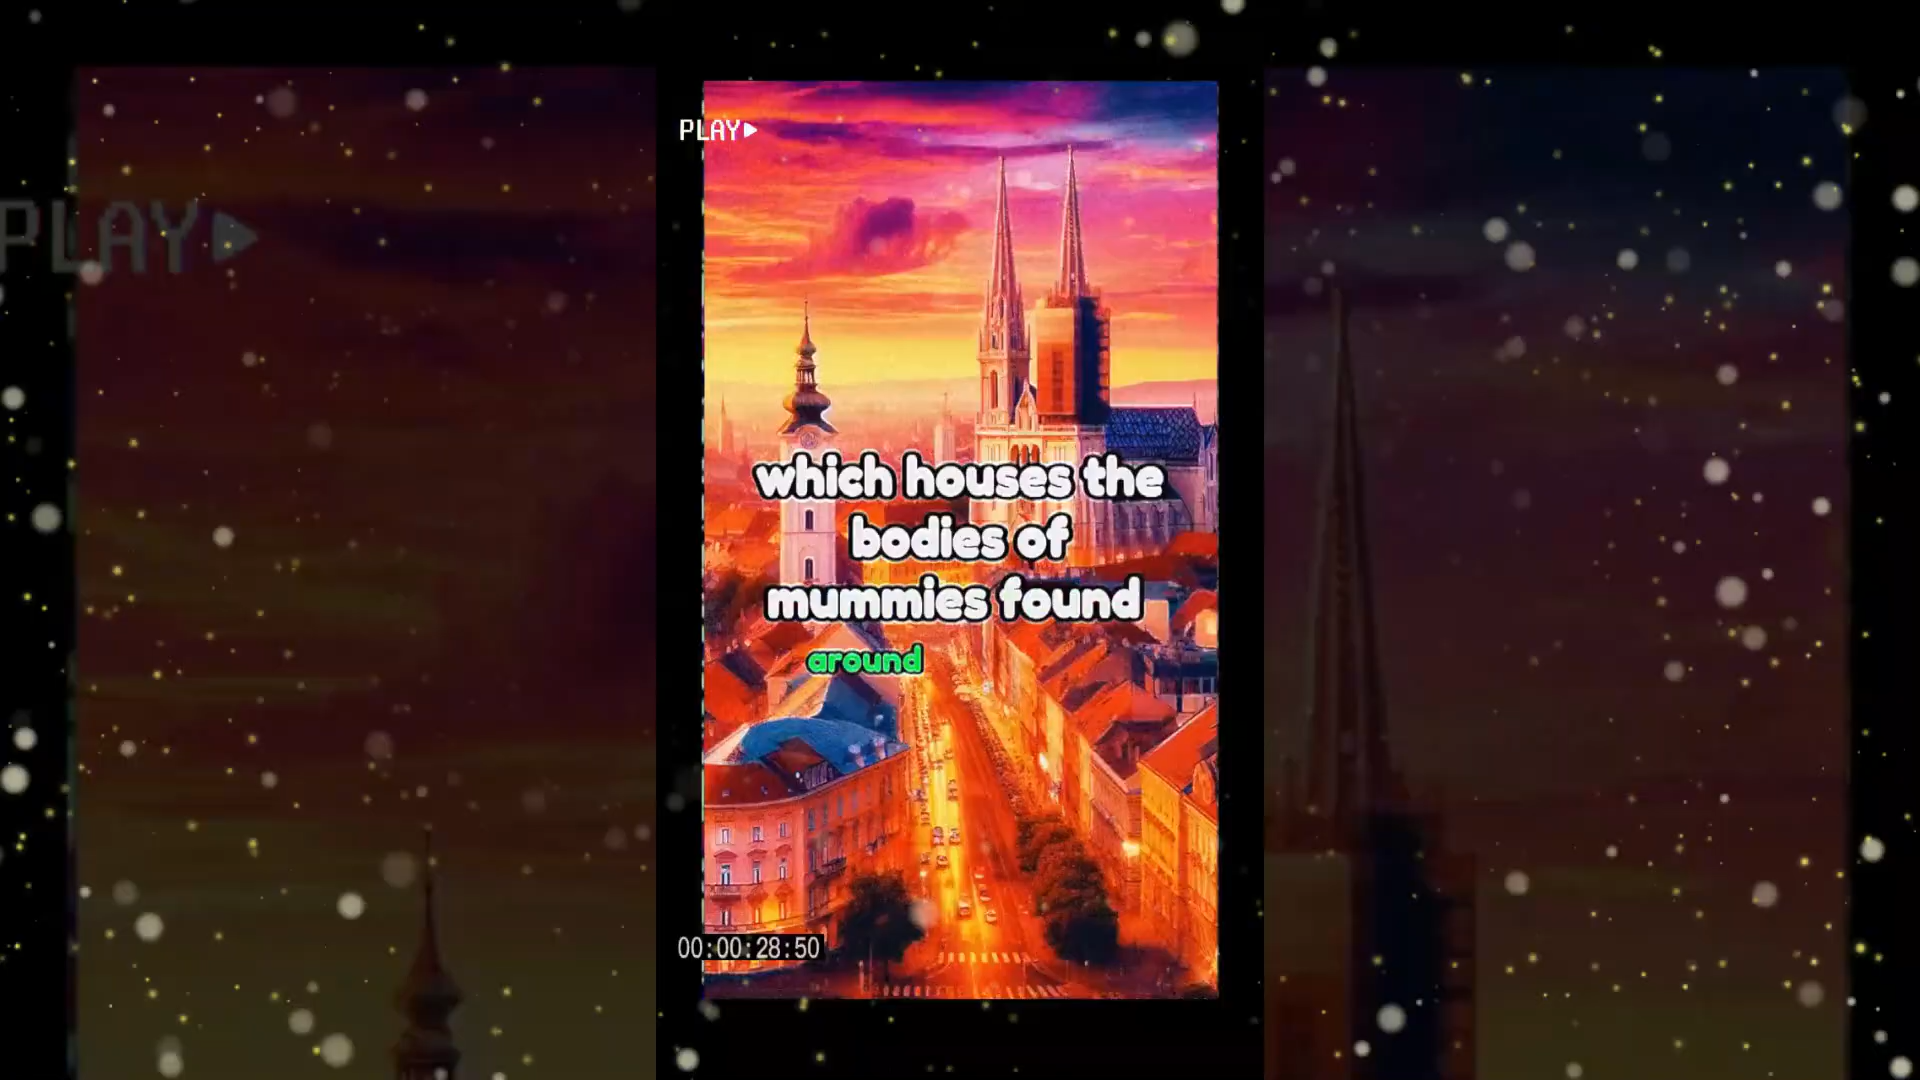 PLAY
PLAY
which houses the
bodies of
mummies found
around
00:00:28:50